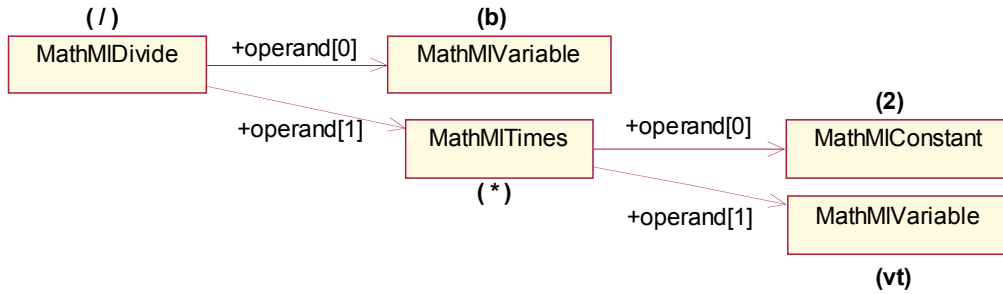 ( / )
(b)
MathMlDivide
+operand[0]
MathMlVariable
+operand[1]
(2)
MathMlTimes
+operand[0]
MathMlConstant
( * )
+operand[1]
MathMlVariable
(vt)